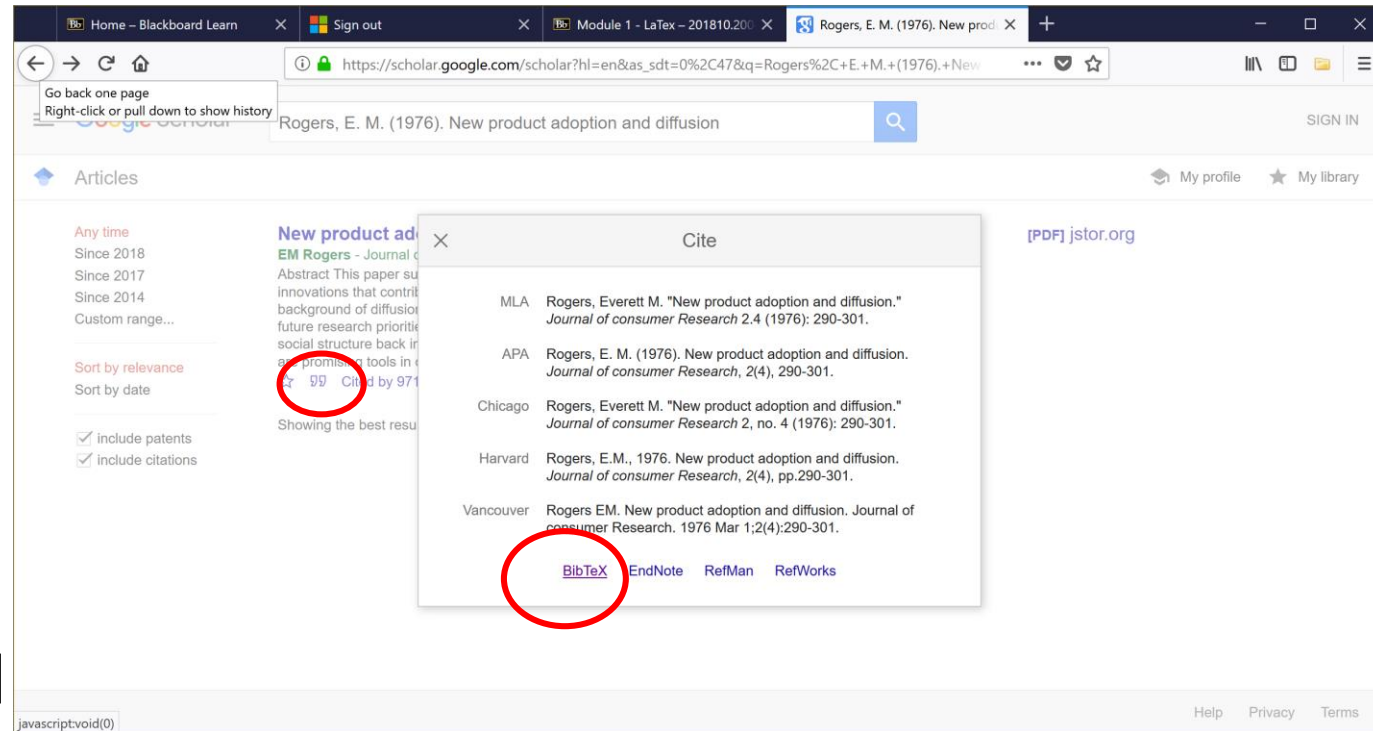 Home – Blackboard Learn
Sign out
Module 1 - LaTex – 201810.200
Rogers, E. M. (1976). New prod
https://scholar.google.com/scholar?hl=en&as_sdt=0%2C47&q=Rogers%2C+E.+M.+(1976).+New
Go back one page
Right-click or pull down to show history
Rogers, E. M. (1976). New product adoption and diffusion
SIGN IN
Articles
My profile
My library
Any time
Since 2018
Since 2017
Since 2014
Custom range...
Sort by relevance
Sort by date
include patents
include citations
New product ad
EM Rogers - Journal
Abstract This paper su
innovations that contri
background of diffusion
future research prioritie
social structure back in
are promising tools in
Cited by 971
Showing the best resu
[PDF] jstor.org
Cite
MLA Rogers, Everett M. "New product adoption and diffusion."
Journal of consumer Research 2.4 (1976): 290-301.
APA Rogers, E. M. (1976). New product adoption and diffusion.
Journal of consumer Research, 2(4), 290-301.
Chicago Rogers, Everett M. "New product adoption and diffusion."
Journal of consumer Research 2, no. 4 (1976): 290-301.
Harvard Rogers, E.M., 1976. New product adoption and diffusion.
Journal of consumer Research, 2(4), pp.290-301.
Vancouver Rogers EM. New product adoption and diffusion. Journal of
consumer Research. 1976 Mar 1;2(4):290-301.
BibTeX EndNote RefMan RefWorks
javascript:void(0)
Help Privacy Terms